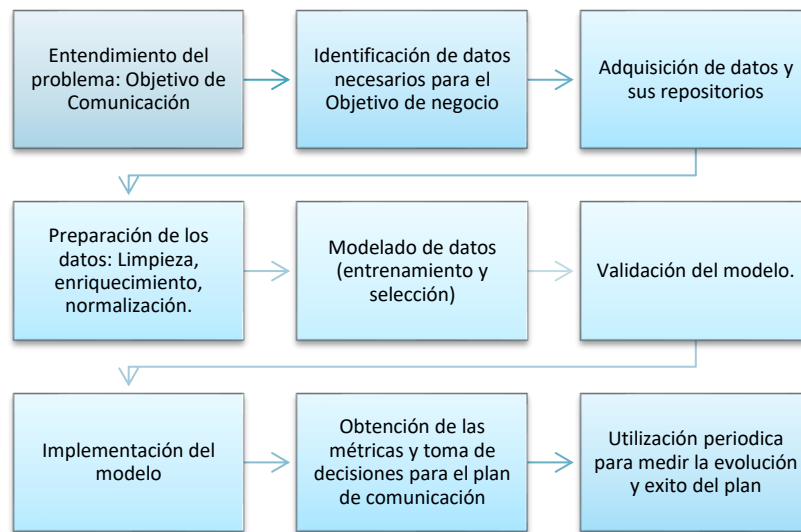 Entendimiento del
problema: Objetivo de
Comunicación
Identificación de datos
necesarios para el
Objetivo de negocio
Adquisición de datos y
sus repositorios
Preparación de los
datos: Limpieza,
enriquecimiento,
normalización.
Modelado de datos
(entrenamiento y
selección)
Validación del modelo.
Implementación del
modelo
Obtención de las
métricas y toma de
decisiones para el plan
de comunicación
Utilización periodica
para medir la evolución
y exito del plan